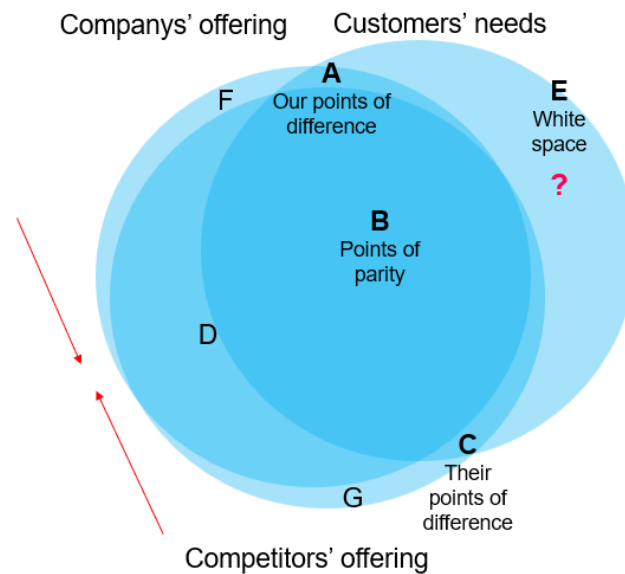 Companys’ offering
Customers’ needs
F
A
Our points of
difference
E
White
space
?
B
Points of
parity
D
C
Their
points of
difference
G
Competitors’ offering